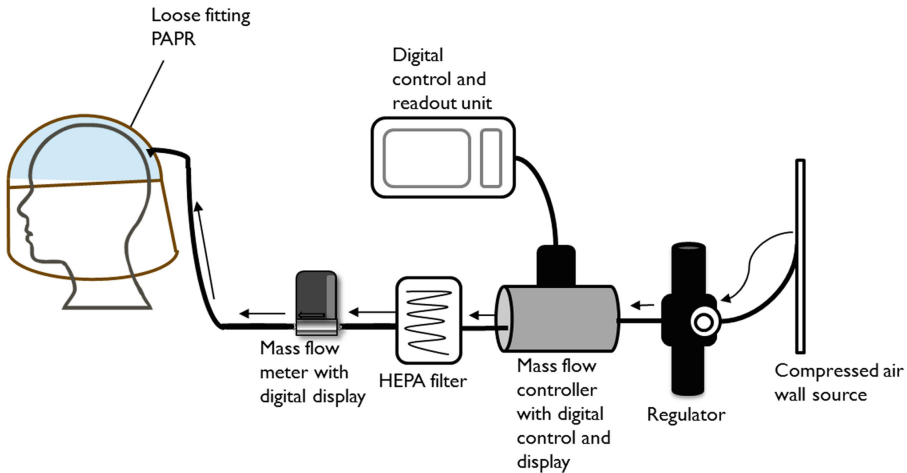 Loose fitting
PAPR
Digital
control and
readout unit
Mass flow
meter with
digital display
HEPA filter
Mass flow
controller
with digital
control and
display
Regulator
Compressed air
wall source